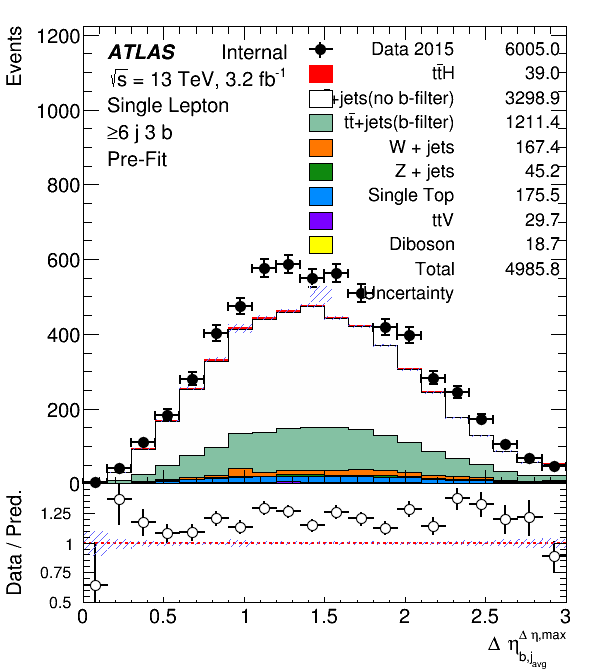 Events
ATLAS Internal
√s = 13 TeV, 3.2 fb⁻¹
Single Lepton
≥6 j 3 b
Pre-Fit
Data 2015 6005.0
tt̄H 39.0
+jets(no b-filter) 3298.9
tt̄+jets(b-filter) 1211.4
W + jets 167.4
Z + jets 45.2
Single Top 175.5
ttV 29.7
Diboson 18.7
Total 4985.8
Uncertainty
1200
1000
800
600
400
200
0
Data / Pred.
1.25
1
0.75
0.5
0 0.5 1 1.5 2 2.5 3
Δ η b,j avg Δ η,max